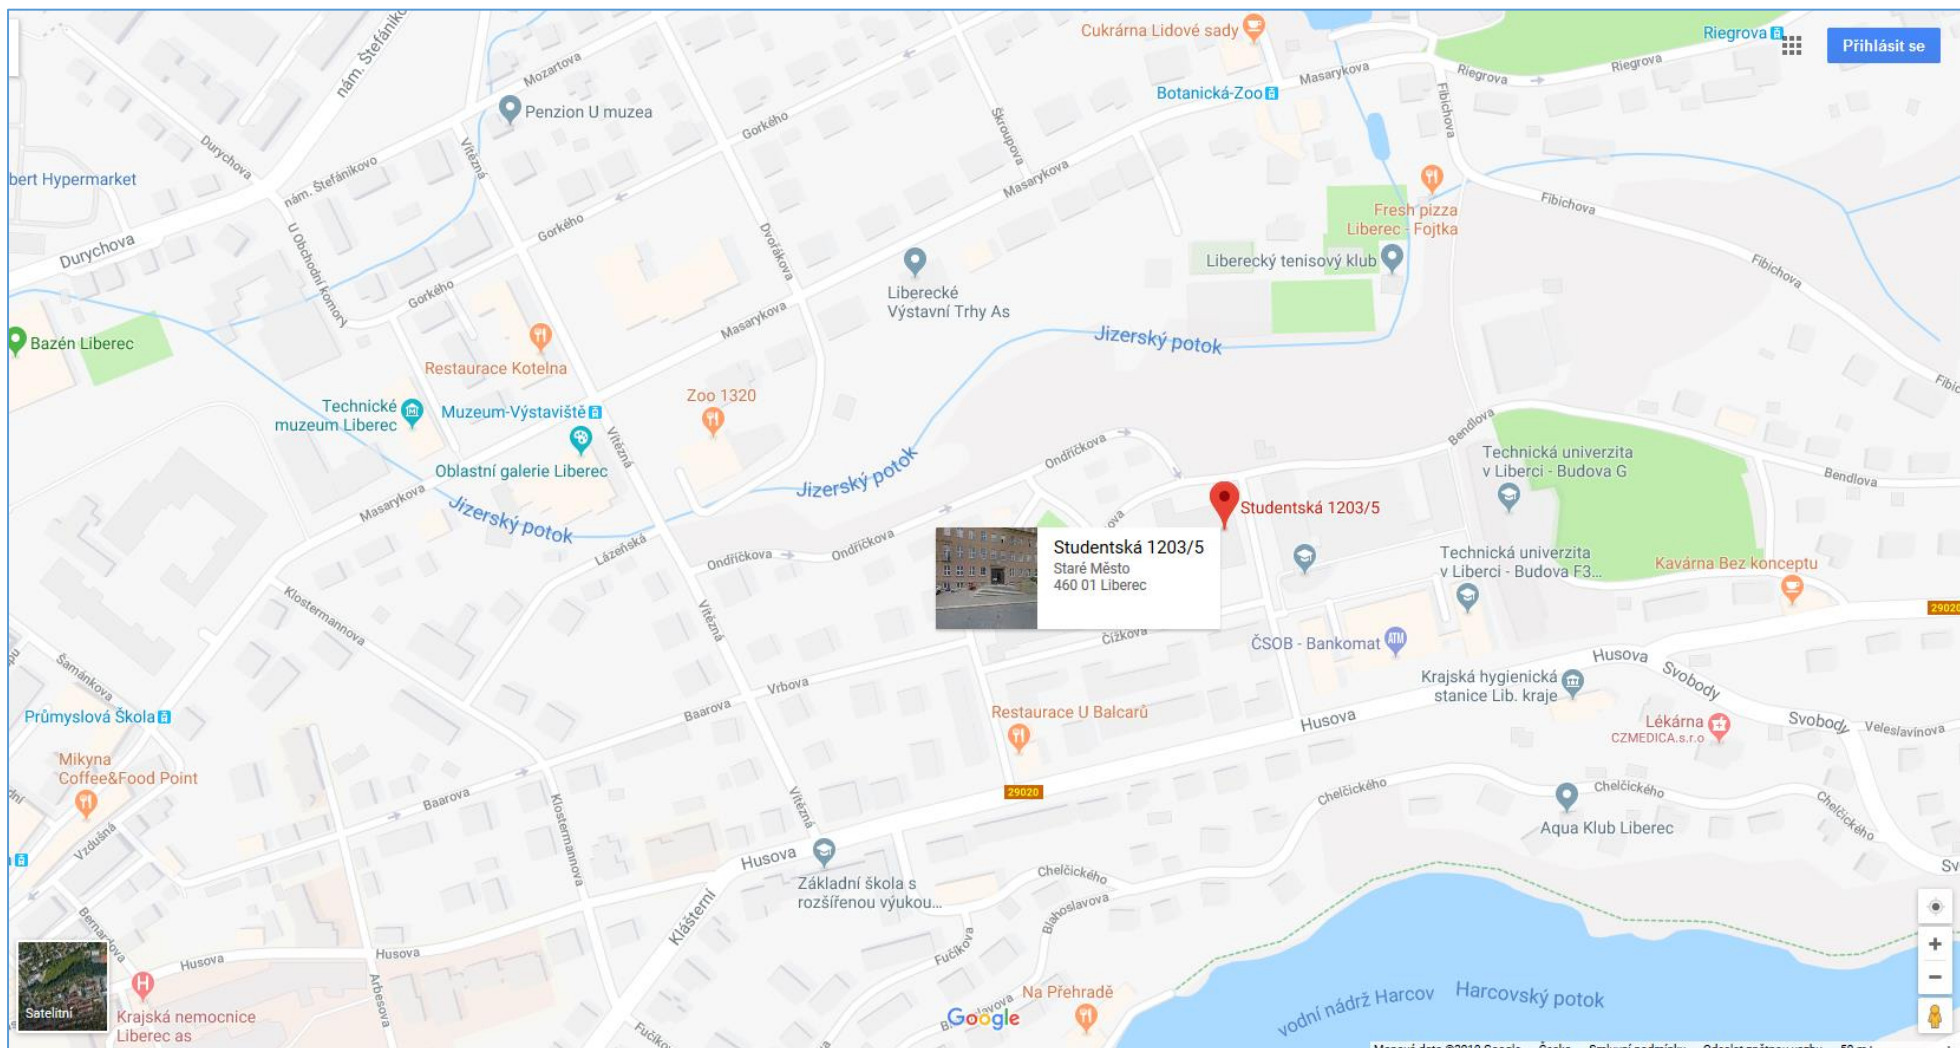 Cukrárna Lidové sady
Riegrova
Přihlásit se
nám. Štefánikovo
Mozartova
Masarykova
Riegrova
Riegrova
Botanická-Zoo
Penzion U muzea
Gorkého
Škroupova
Fibichova
Durychova
Vítězná
nám. Štefánikovo
bert Hypermarket
Masarykova
Fresh pizza
Liberec - Fojtka
Fibichova
Gorkého
Dvořákova
Durychova
U Obchodní komory
Liberecký tenisový klub
Fibichova
Liberecké
Výstavní Trhy As
Gorkého
Masarykova
Jizerský potok
Bazén Liberec
Restaurace Kotelna
Zoo 1320
Technické
muzeum Liberec
Muzeum-Výstaviště
Vítězná
Oblastní galerie Liberec
Ondříčkova
Bendlova
Technická univerzita
v Liberci - Budova G
Bendlova
Jizerský potok
Masarykova
Jizerský potok
Studentská 1203/5
Lázeňská
Ondříčkova
Ondříčkova
Studentská 1203/5
Staré Město
460 01 Liberec
Technická univerzita
v Liberci - Budova F3...
Kavárna Bez konceptu
29020
Klostermannova
Vítězná
Čížkova
ČSOB - Bankomat
ATM
Husova
Svobody
Šamánkova
Vrbova
Krajská hygienická
stanice Lib. kraje
Baarova
Průmyslová Škola
Restaurace U Balcarů
Husova
Lékárna
CZMEDICA.s.r.o
Svobody
Veleslavínova
Mikyna
Coffee&Food Point
Baarova
Klostermannova
Vítězná
29020
Chelčického
Chelčického
Chelčického
Vzdušná
Aqua Klub Liberec
Husova
Základní škola s
rozšířenou výukou...
Chelčického
Klášterní
Blahoslavova
Bernardova
Fučíkova
Husova
Husova
Arbesova
H
Krajská nemocnice
Liberec as
Satelitní
Na Přehradě
Google
vodní nádrž Harcov
Harcovský potok